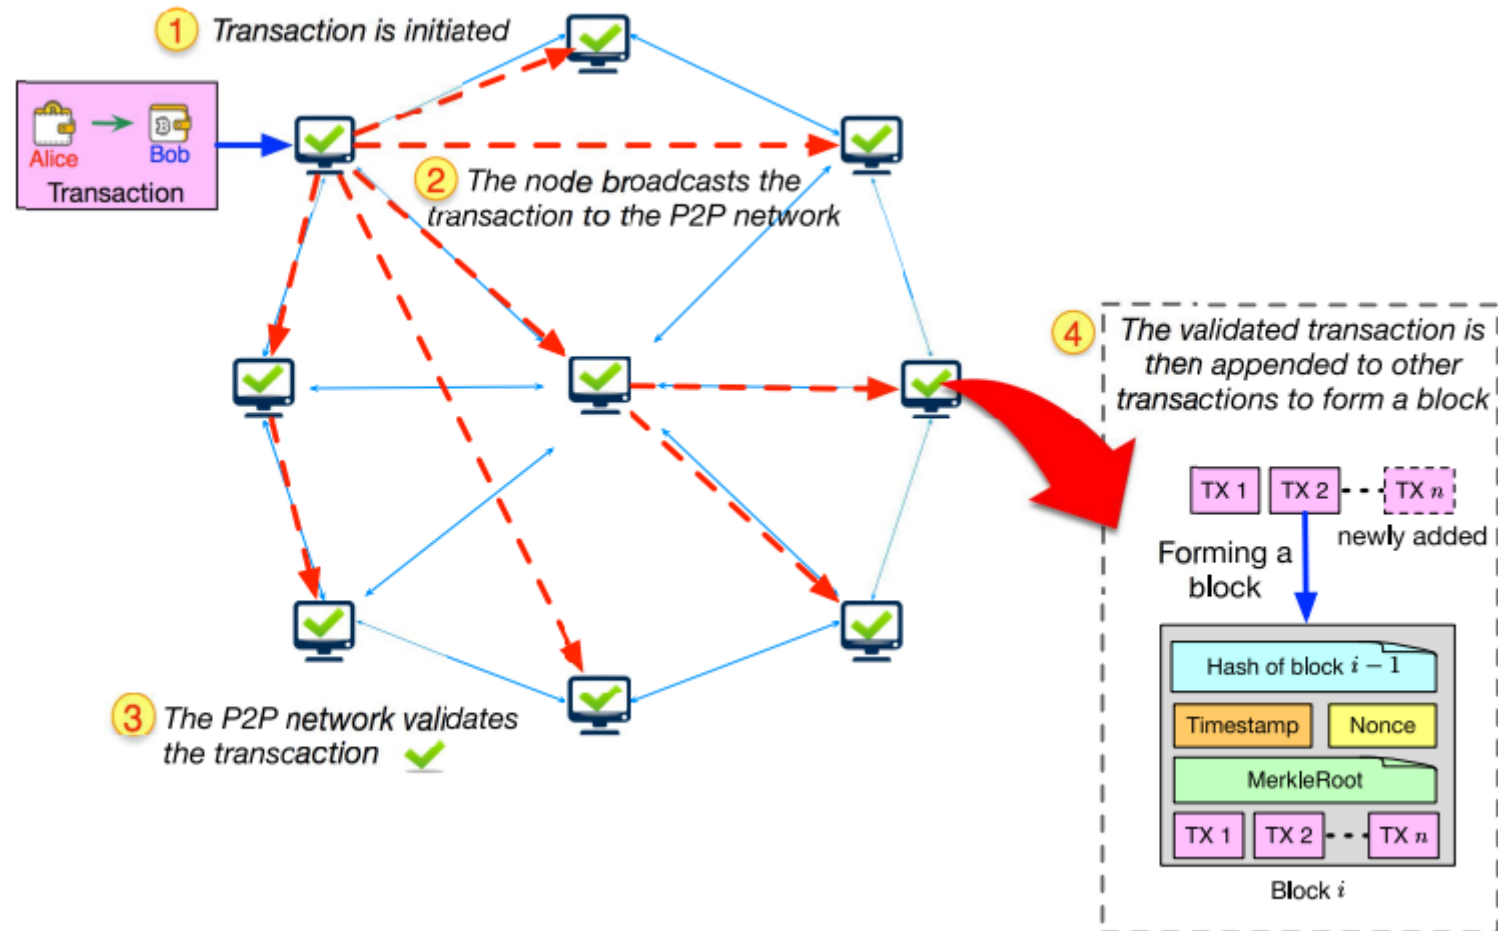 1 Transaction is initiated
Alice
Bob
Transaction
2 The node broadcasts the
transaction to the P2P network
3 The P2P network validates
the transcaction
4 The validated transaction is
then appended to other
transactions to form a block
TX 1 TX 2 TX n
newly added
Forming a
block
Hash of block i − 1
Timestamp Nonce
MerkleRoot
TX 1 TX 2 TX n
Block i